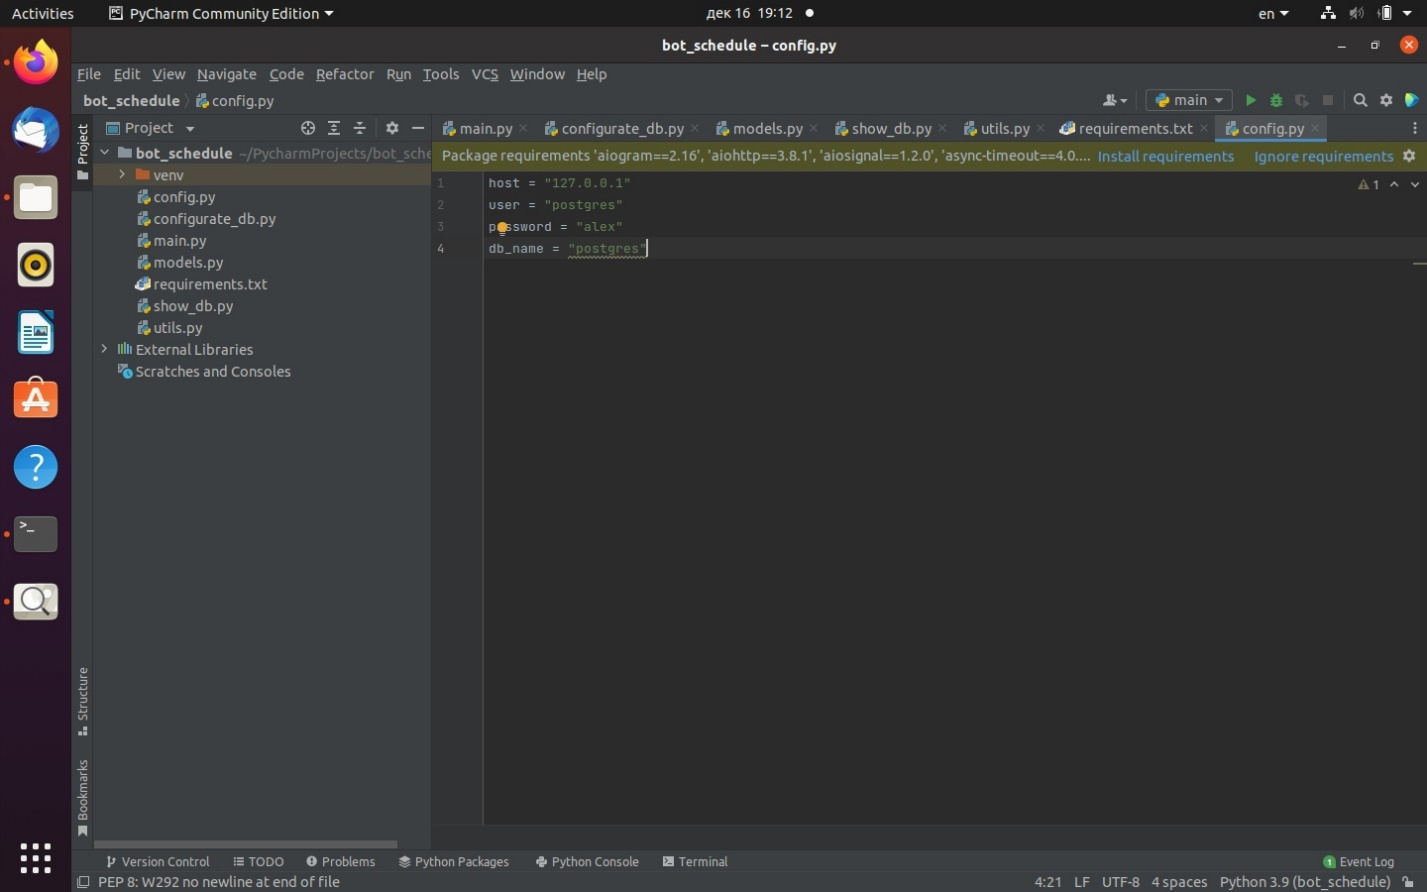 Activities PyCharm Community Edition дек 16 19:12 en
bot_schedule – config.py
File Edit View Navigate Code Refactor Run Tools VCS Window Help
bot_schedule config.py main
Project
Project
main.py configurate_db.py models.py show_db.py utils.py requirements.txt config.py
bot_schedule ~/PycharmProjects/bot_sche
venv
config.py
configurate_db.py
main.py
models.py
requirements.txt
show_db.py
utils.py
External Libraries
Scratches and Consoles
Package requirements 'aiogram==2.16', 'aiohttp==3.8.1', 'aiosignal==1.2.0', 'async-timeout==4.0.... Install requirements Ignore requirements
1 host = "127.0.0.1"
2 user = "postgres"
3 password = "alex"
4 db_name = "postgres"
1
Structure
Bookmarks
Version Control TODO Problems Python Packages Python Console Terminal 1 Event Log
PEP 8: W292 no newline at end of file 4:21 LF UTF-8 4 spaces Python 3.9 (bot_schedule)